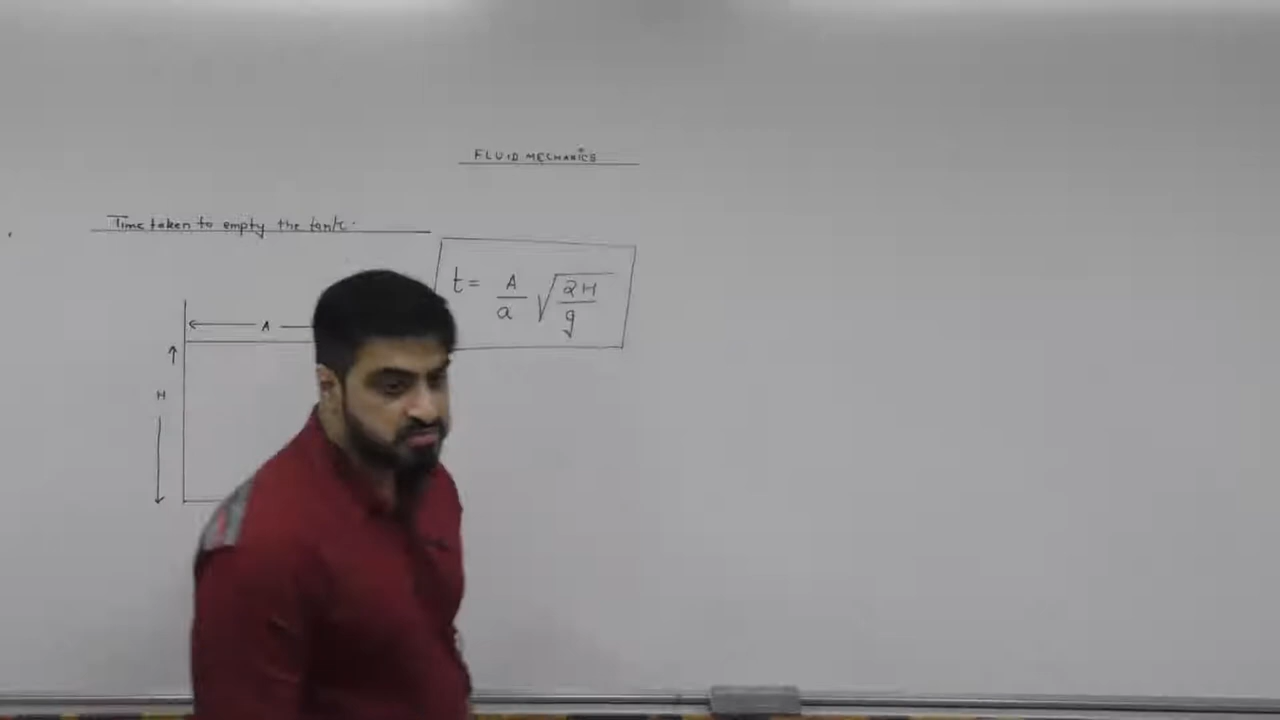 FLUID MECHANICS
Time taken to empty the tank.
t = A/a √(2H/g)
A
H